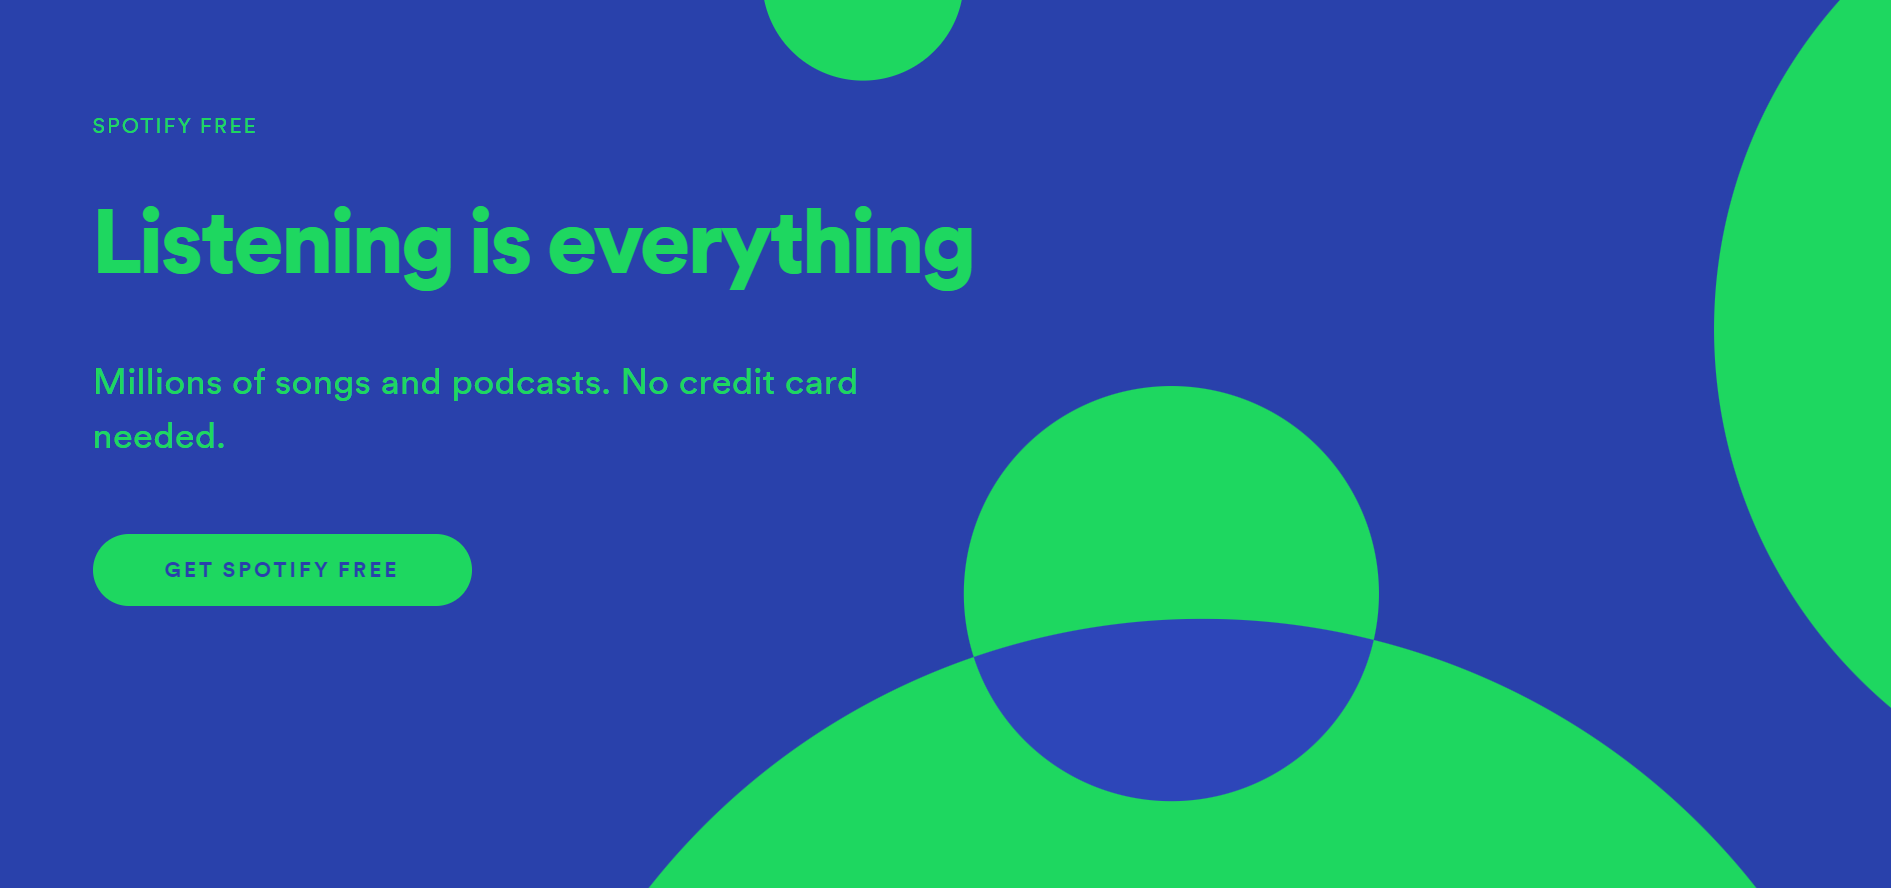 SPOTIFY FREE
Listening is everything
Millions of songs and podcasts. No credit card
needed.
GET SPOTIFY FREE